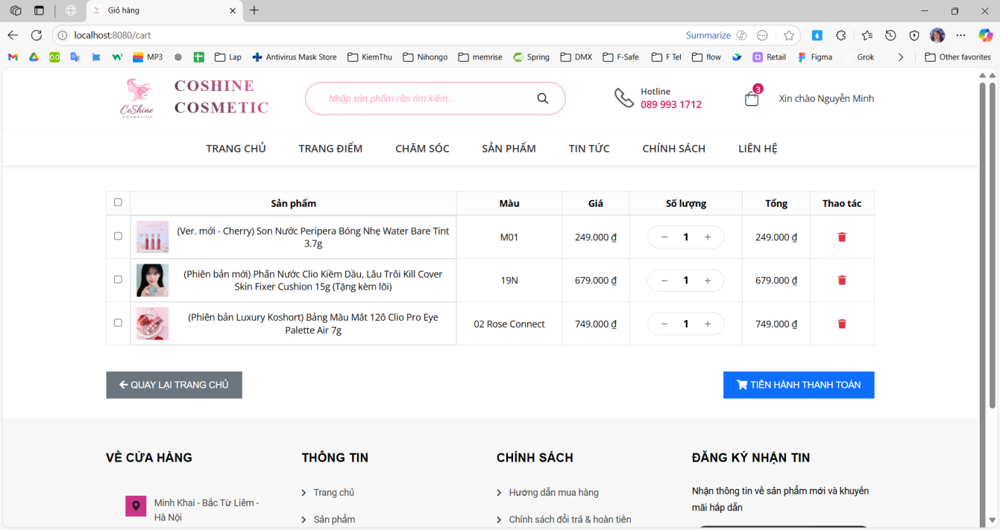 Giỏ hàng
localhost:8080/cart
Summarize
MP3
Lap
Antivirus Mask Store
KiemThu
Nihongo
memrise
Spring
DMX
F-Safe
F Tel
flow
Retail
Figma
Grok
Other favorites
CoShine
COSMETICS
COSHINE
COSMETIC
Nhập sản phẩm cần tìm kiếm...
Hotline
089 993 1712
3
Xin chào Nguyễn Minh
TRANG CHỦ
TRANG ĐIỂM
CHĂM SÓC
SẢN PHẨM
TIN TỨC
CHÍNH SÁCH
LIÊN HỆ
Sản phẩm Màu Giá Số lượng Tổng Thao tác
(Ver. mới - Cherry) Son Nước Peripera Bóng Nhẹ Water Bare Tint
3.7g
M01 249.000 ₫ − 1 + 249.000 ₫
(Phiên bản mới) Phấn Nước Clio Kiềm Dầu, Lâu Trôi Kill Cover
Skin Fixer Cushion 15g (Tặng kèm lõi)
19N 679.000 ₫ − 1 + 679.000 ₫
(Phiên bản Luxury Koshort) Bảng Màu Mắt 12ô Clio Pro Eye
Palette Air 7g
02 Rose Connect 749.000 ₫ − 1 + 749.000 ₫
QUAY LẠI TRANG CHỦ
TIẾN HÀNH THANH TOÁN
VỀ CỬA HÀNG
Minh Khai - Bắc Từ Liêm -
Hà Nội
THÔNG TIN
Trang chủ
Sản phẩm
CHÍNH SÁCH
Hướng dẫn mua hàng
Chính sách đổi trả & hoàn tiền
ĐĂNG KÝ NHẬN TIN
Nhận thông tin về sản phẩm mới và khuyến
mãi hấp dẫn